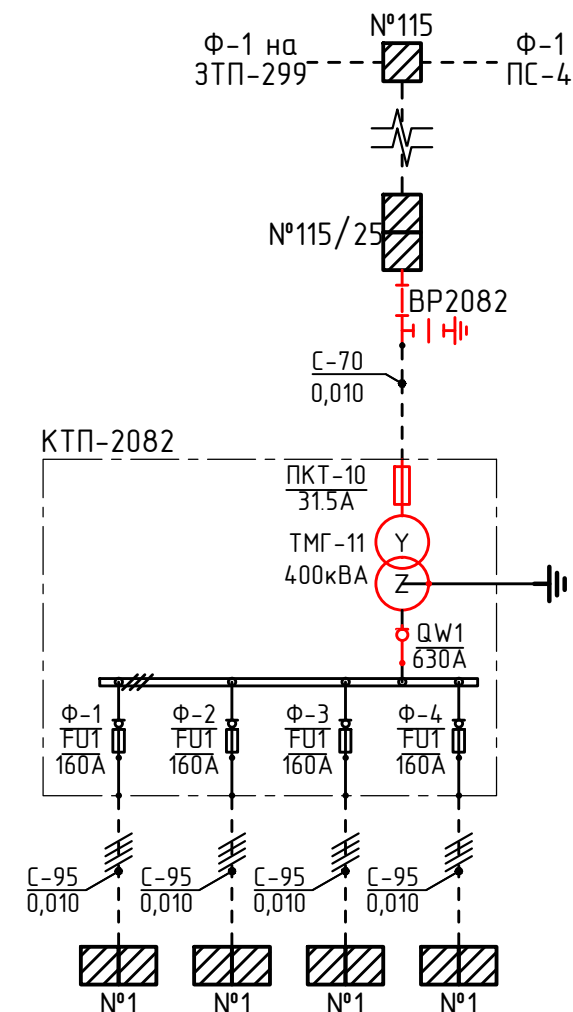 №115
Ф-1 на
ЗТП-299
Ф-1
ПС-4
№115/25
ВР2082
С-70
0,010
КТП-2082
ПКТ-10
31.5А
ТМГ-11
400кВА
Y
Z
QW1
630А
Ф-1
FU1
160А
Ф-2
FU1
160А
Ф-3
FU1
160А
Ф-4
FU1
160А
С-95
0,010
С-95
0,010
С-95
0,010
С-95
0,010
№1
№1
№1
№1